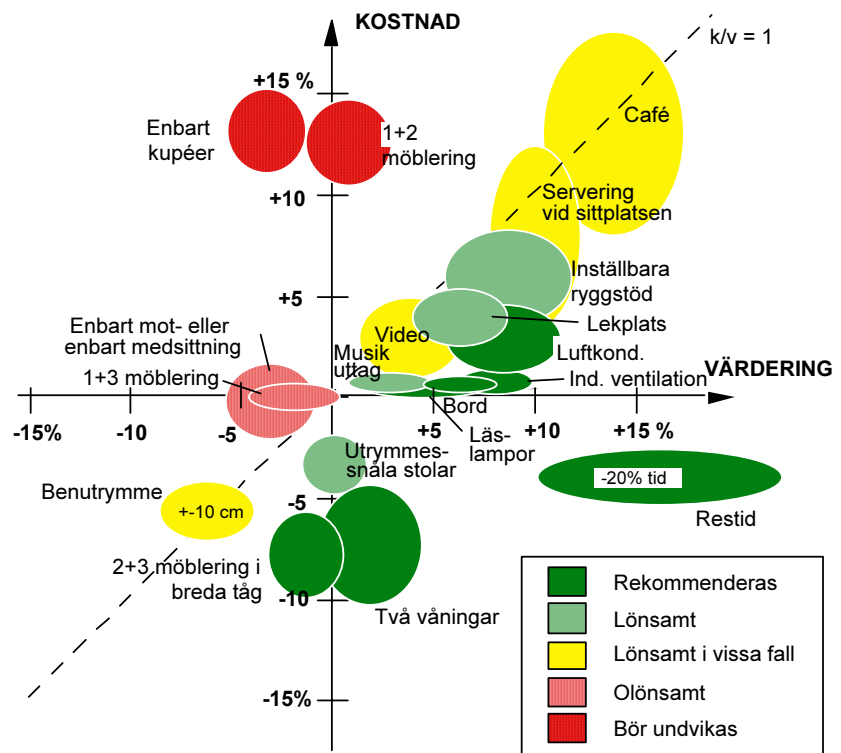 KOSTNAD
k/v = 1
+15 %
Café
Enbart
kupéer
1+2
möblering
+10
Servering
vid sittplatsen
Inställbara
ryggstöd
+5
Lekplats
Enbart mot- eller
enbart medsittning
Video
Luftkond.
1+3 möblering
Musik
uttag
VÄRDERING
Ind. ventilation
Bord
-15%
-10
-5
+5
+10
+15 %
Läs-
lampor
Utrymmes-
snåla stolar
Benutrymme
+-10 cm
-5
-20% tid
Restid
2+3 möblering i
breda tåg
-10
Två våningar
-15%
Rekommenderas
Lönsamt
Lönsamt i vissa fall
Olönsamt
Bör undvikas